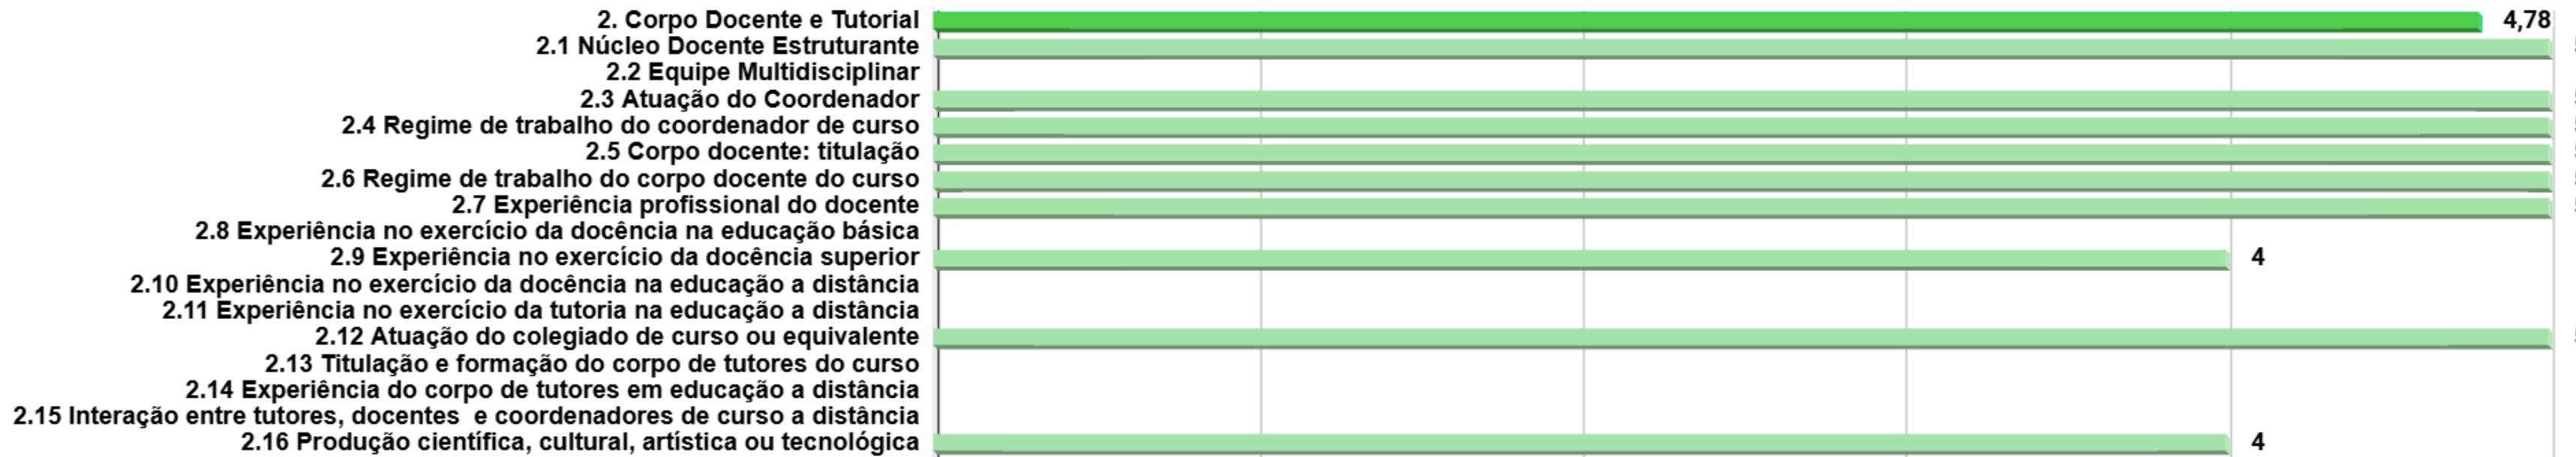 2. Corpo Docente e Tutorial 4,78
2.1 Núcleo Docente Estruturante
2.2 Equipe Multidisciplinar
2.3 Atuação do Coordenador
2.4 Regime de trabalho do coordenador de curso
2.5 Corpo docente: titulação
2.6 Regime de trabalho do corpo docente do curso
2.7 Experiência profissional do docente
2.8 Experiência no exercício da docência na educação básica
2.9 Experiência no exercício da docência superior 4
2.10 Experiência no exercício da docência na educação a distância
2.11 Experiência no exercício da tutoria na educação a distância
2.12 Atuação do colegiado de curso ou equivalente
2.13 Titulação e formação do corpo de tutores do curso
2.14 Experiência do corpo de tutores em educação a distância
2.15 Interação entre tutores, docentes  e coordenadores de curso a distância
2.16 Produção científica, cultural, artística ou tecnológica 4